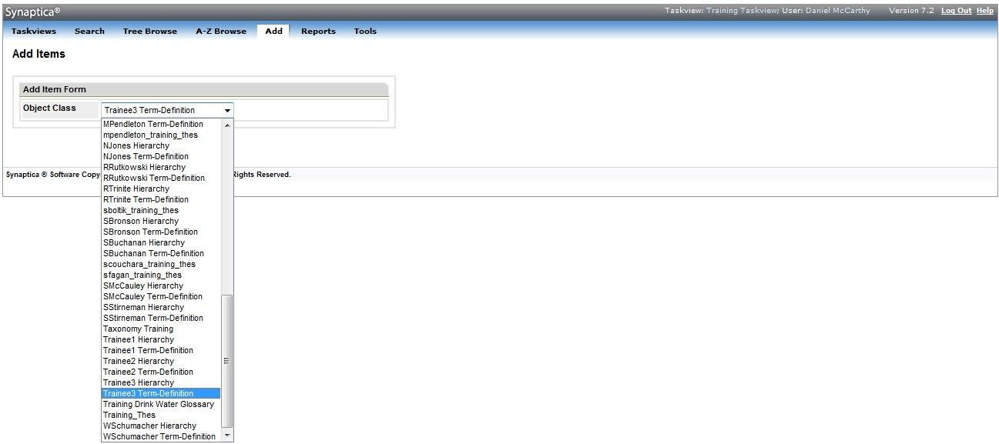 Synaptica® Taskview: Training Taskview; User: Daniel McCarthy Version 7.2 Log Out Help
Taskviews Search Tree Browse A-Z Browse Add Reports Tools
Add Items
Add Item Form
Object Class Trainee3 Term-Definition
MPendleton Term-Definition
mpendleton_training_thes
NJones Hierarchy
NJones Term-Definition
RRutkowski Hierarchy
RRutkowski Term-Definition
RTrinite Hierarchy
RTrinite Term-Definition
sboltik_training_thes
SBronson Hierarchy
SBronson Term-Definition
SBuchanan Hierarchy
SBuchanan Term-Definition
scouchara_training_thes
sfagan_training_thes
SMcCauley Hierarchy
SMcCauley Term-Definition
SStirneman Hierarchy
SStirneman Term-Definition
Taxonomy Training
Trainee1 Hierarchy
Trainee1 Term-Definition
Trainee2 Hierarchy
Trainee2 Term-Definition
Trainee3 Hierarchy
Trainee3 Term-Definition
Training Drink Water Glossary
Training_Thes
WSchumacher Hierarchy
WSchumacher Term-Definition
Synaptica ® Software Copy Rights Reserved.